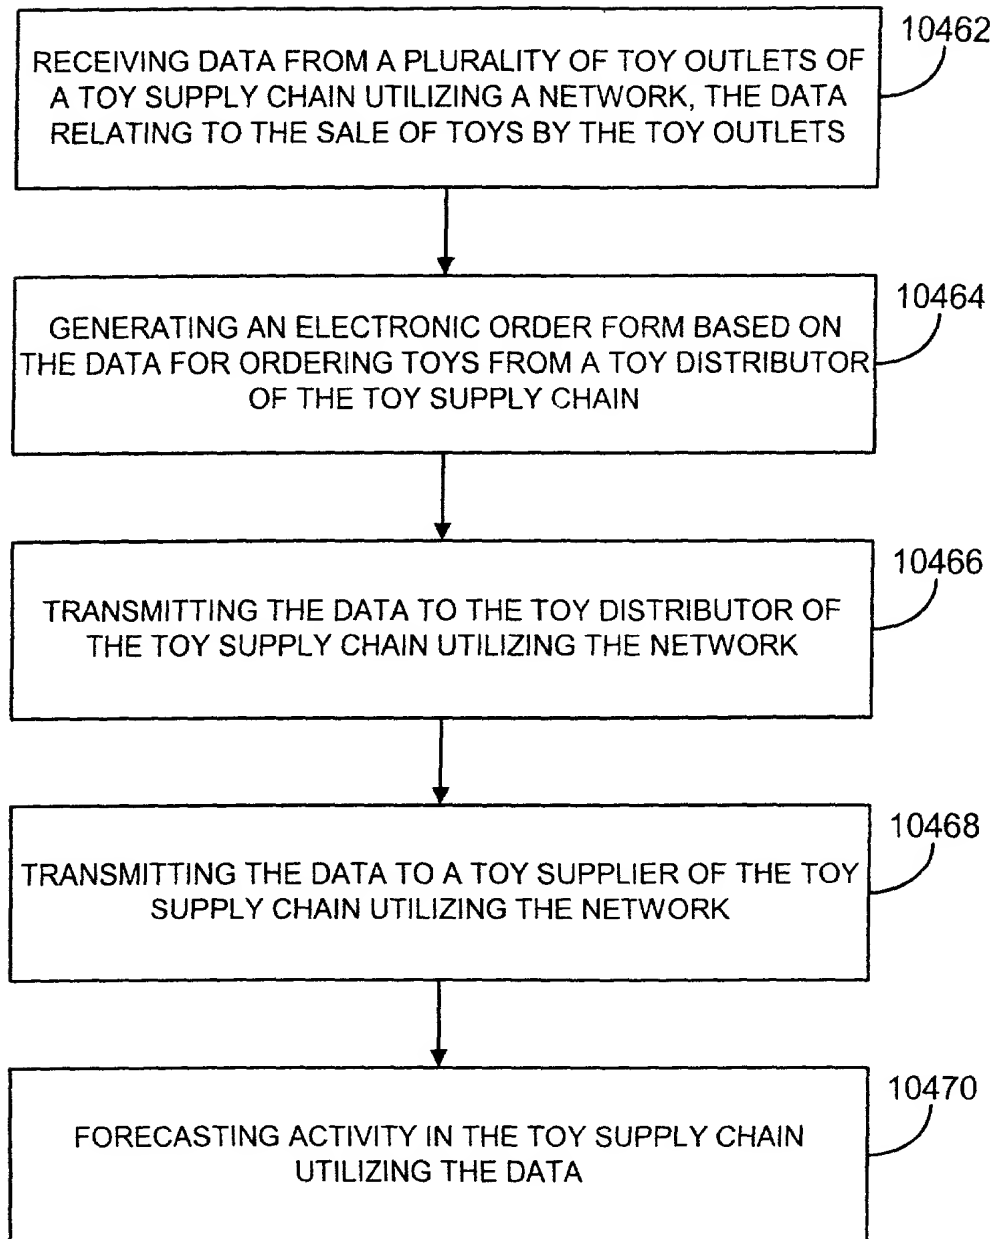 10462
RECEIVING DATA FROM A PLURALITY OF TOY OUTLETS OF
A TOY SUPPLY CHAIN UTILIZING A NETWORK, THE DATA
RELATING TO THE SALE OF TOYS BY THE TOY OUTLETS
10464
GENERATING AN ELECTRONIC ORDER FORM BASED ON
THE DATA FOR ORDERING TOYS FROM A TOY DISTRIBUTOR
OF THE TOY SUPPLY CHAIN
10466
TRANSMITTING THE DATA TO THE TOY DISTRIBUTOR OF
THE TOY SUPPLY CHAIN UTILIZING THE NETWORK
10468
TRANSMITTING THE DATA TO A TOY SUPPLIER OF THE TOY
SUPPLY CHAIN UTILIZING THE NETWORK
10470
FORECASTING ACTIVITY IN THE TOY SUPPLY CHAIN
UTILIZING THE DATA